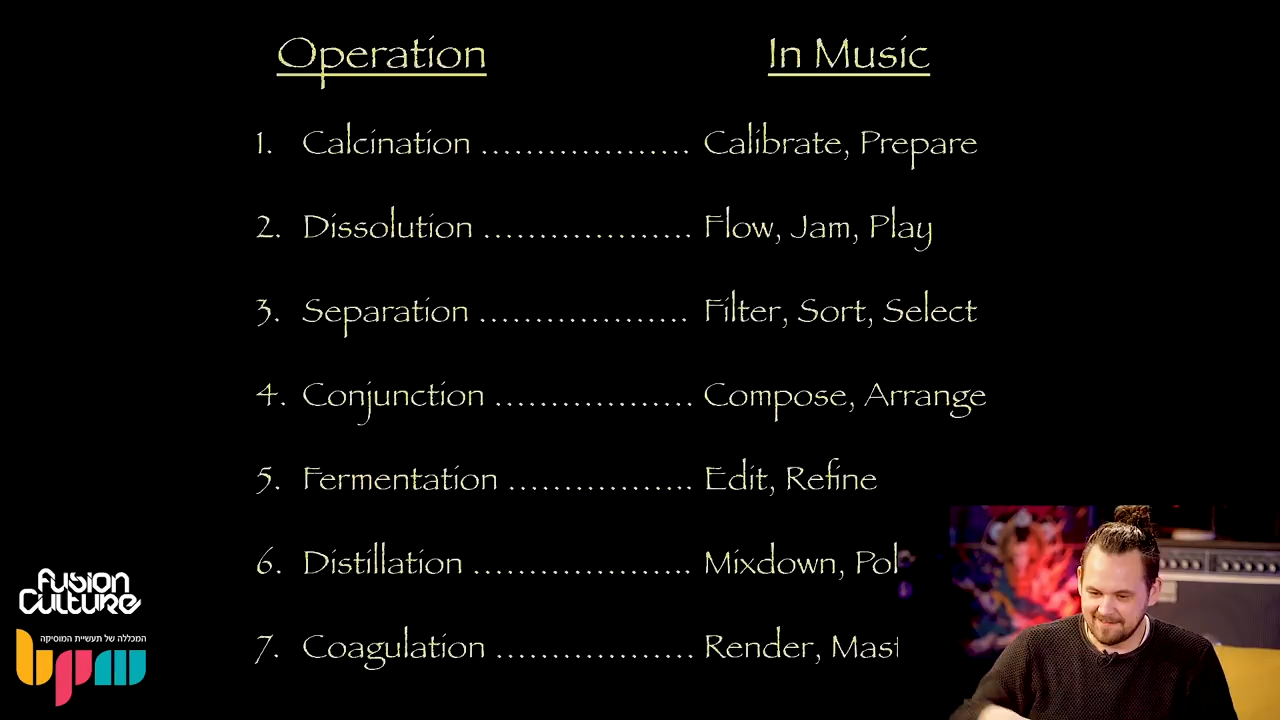 Operation In Music
1. Calcination ................... Calibrate, Prepare
2. Dissolution ................... Flow, Jam, Play
3. Separation ................... Filter, Sort, Select
4. Conjunction .................. Compose, Arrange
5. Fermentation ................. Edit, Refine
6. Distillation .................... Mixdown, Pol
7. Coagulation .................. Render, Mast
fusion
culture
המכללה של תעשיית המוסיקה
bpm